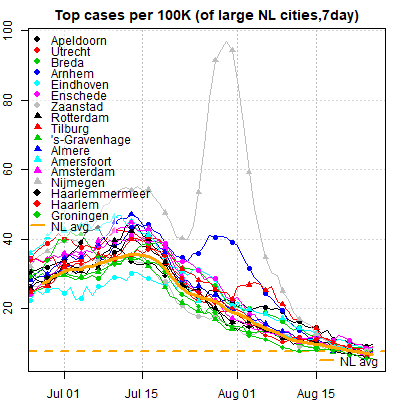 Top cases per 100K (of large NL cities,7day)
100
80
60
40
20
Apeldoorn
Utrecht
Breda
Arnhem
Eindhoven
Enschede
Zaanstad
Rotterdam
Tilburg
's-Gravenhage
Almere
Amersfoort
Amsterdam
Nijmegen
Haarlemmermeer
Haarlem
Groningen
NL avg
NL avg
Jul 01
Jul 15
Aug 01
Aug 15